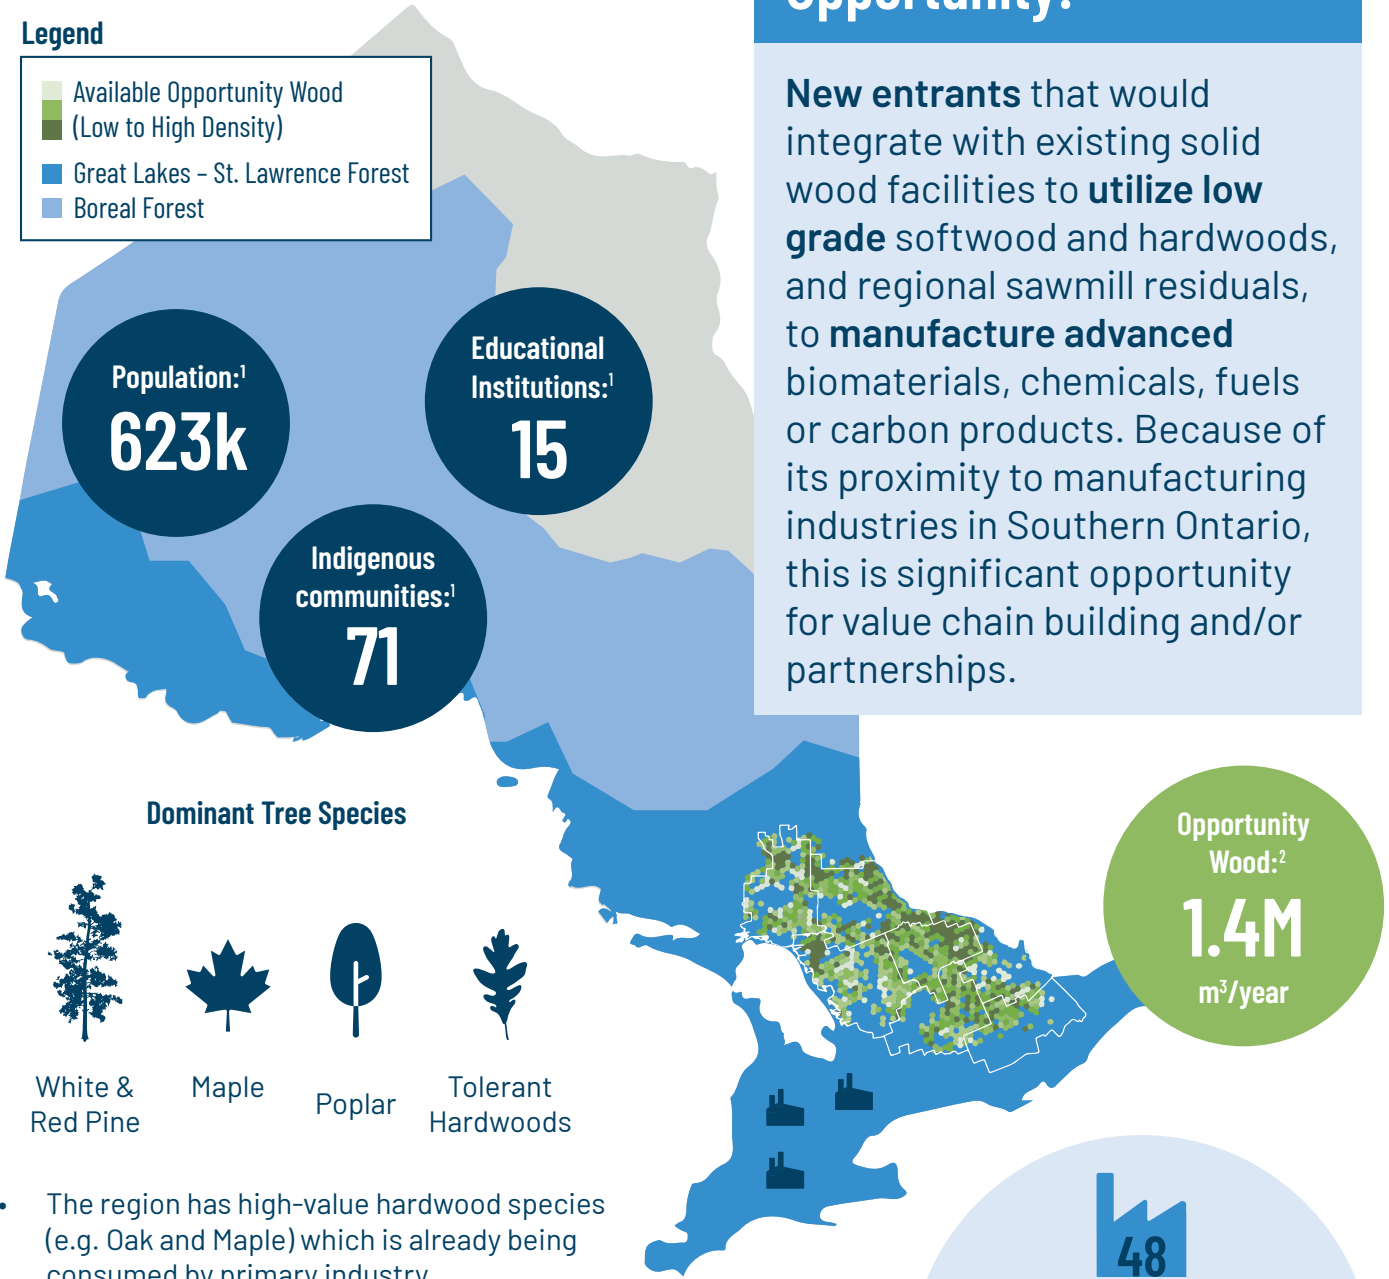 Opportunity?
Legend
Available Opportunity Wood
(Low to High Density)
Great Lakes – St. Lawrence Forest
Boreal Forest
New entrants that would
integrate with existing solid
wood facilities to utilize low
grade softwood and hardwoods,
and regional sawmill residuals,
to manufacture advanced
biomaterials, chemicals, fuels
or carbon products. Because of
its proximity to manufacturing
industries in Southern Ontario,
this is significant opportunity
for value chain building and/or
partnerships.
Population:¹
623k
Educational
Institutions:¹
15
Indigenous
communities:¹
71
Dominant Tree Species
White &
Red Pine
Maple
Poplar
Tolerant
Hardwoods
Opportunity
Wood:²
1.4M
m³/year
• The region has high-value hardwood species
(e.g. Oak and Maple) which is already being
consumed by primary industry
48